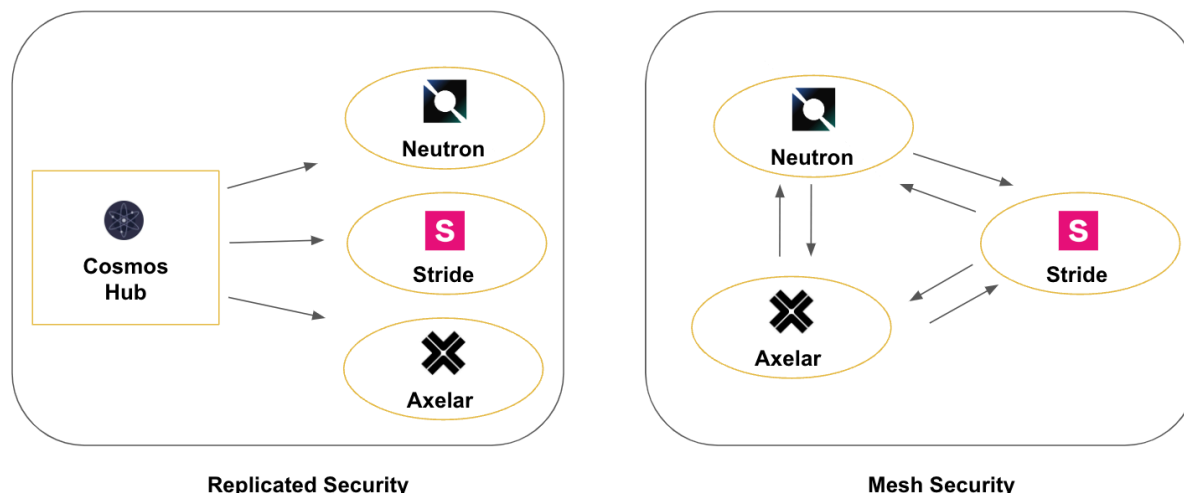 Neutron
S
Stride
Cosmos
Hub
Axelar
Replicated Security
Neutron
S
Stride
Axelar
Mesh Security